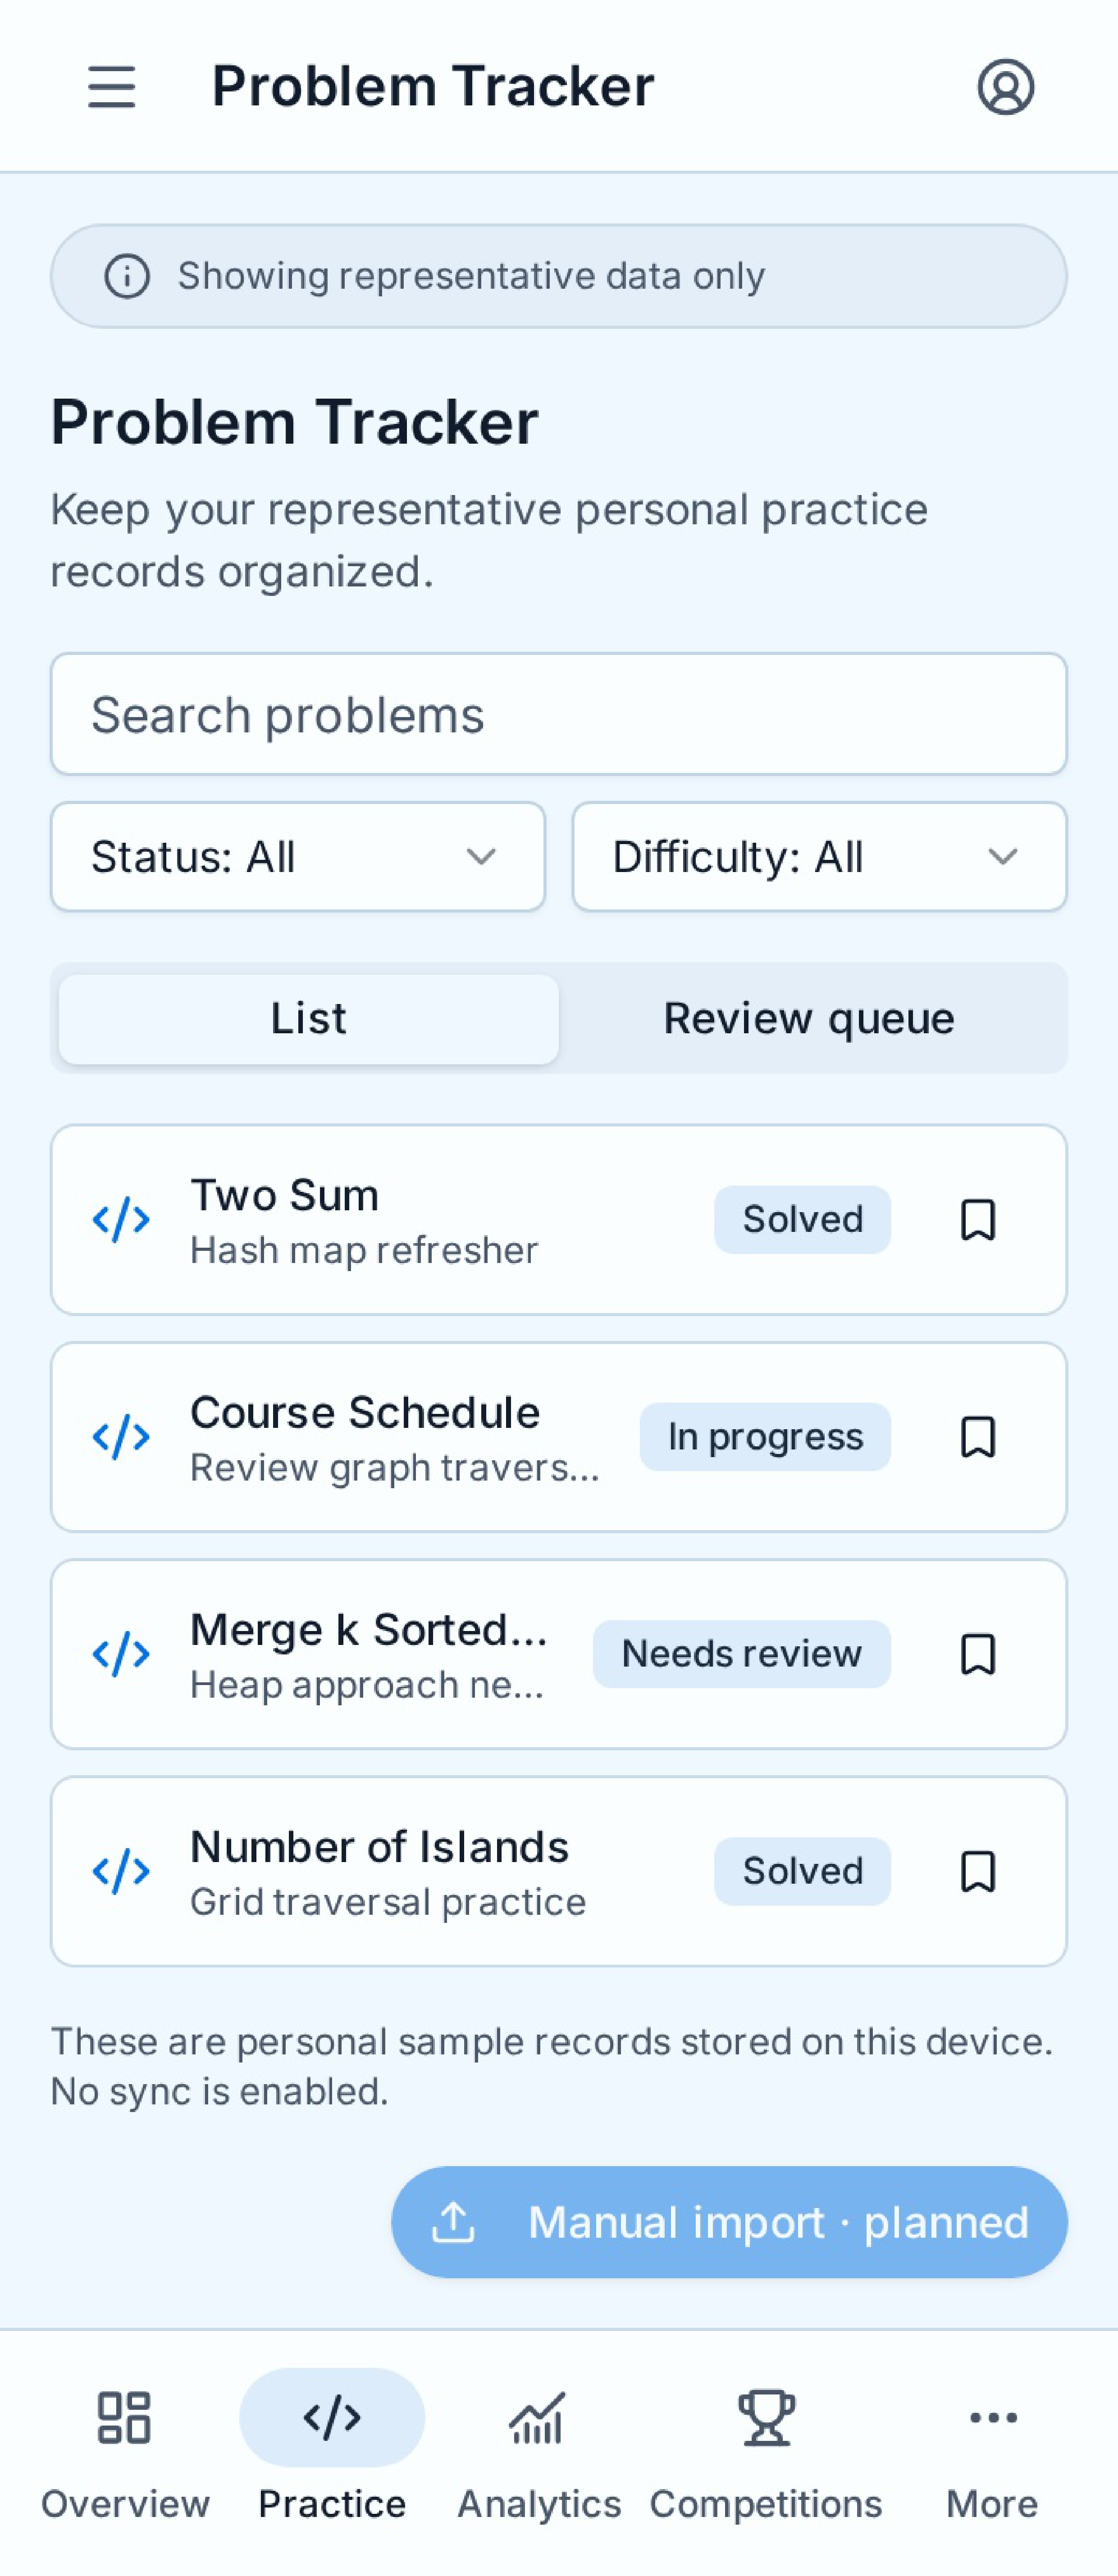 Problem Tracker
Showing representative data only
Problem Tracker
Keep your representative personal practice
records organized.
Search problems
Status: All
Difficulty: All
List
Review queue
Two Sum
Hash map refresher
Solved
Course Schedule
Review graph travers...
In progress
Merge k Sorted...
Heap approach ne...
Needs review
Number of Islands
Grid traversal practice
Solved
These are personal sample records stored on this device.
No sync is enabled.
Manual import · planned
Overview
Practice
Analytics
Competitions
More